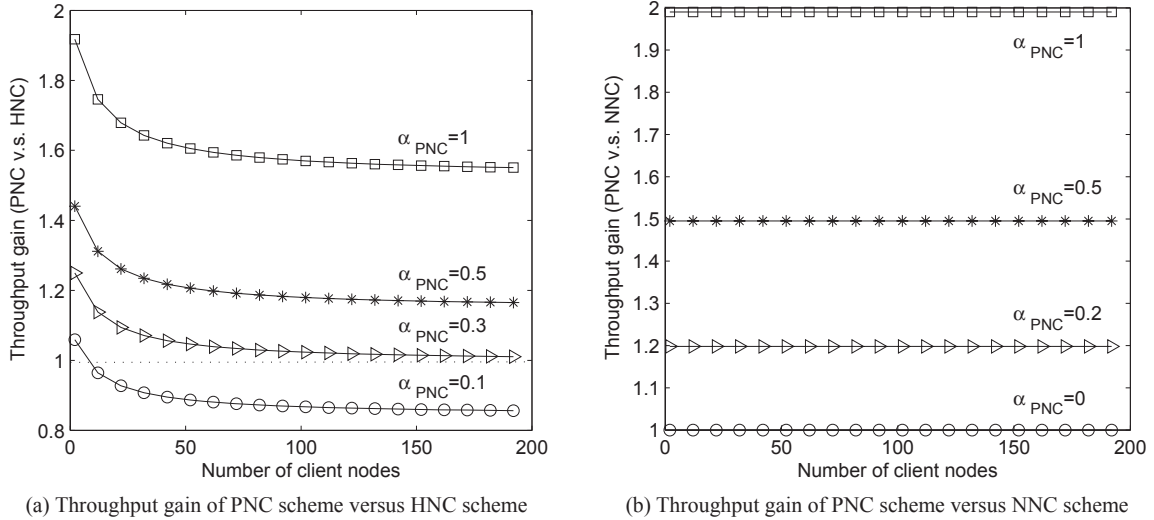 2
1.8
1.6
1.4
1.2
1
0.8
0
50
100
150
200
Throughput gain (PNC v.s. HNC)
Number of client nodes
α PNC=1
α PNC=0.5
α PNC=0.3
α PNC=0.1
(a) Throughput gain of PNC scheme versus HNC scheme
2
1.9
1.8
1.7
1.6
1.5
1.4
1.3
1.2
1.1
1
0
50
100
150
200
Throughput gain (PNC v.s. NNC)
Number of client nodes
α PNC=1
α PNC=0.5
α PNC=0.2
α PNC=0
(b) Throughput gain of PNC scheme versus NNC scheme